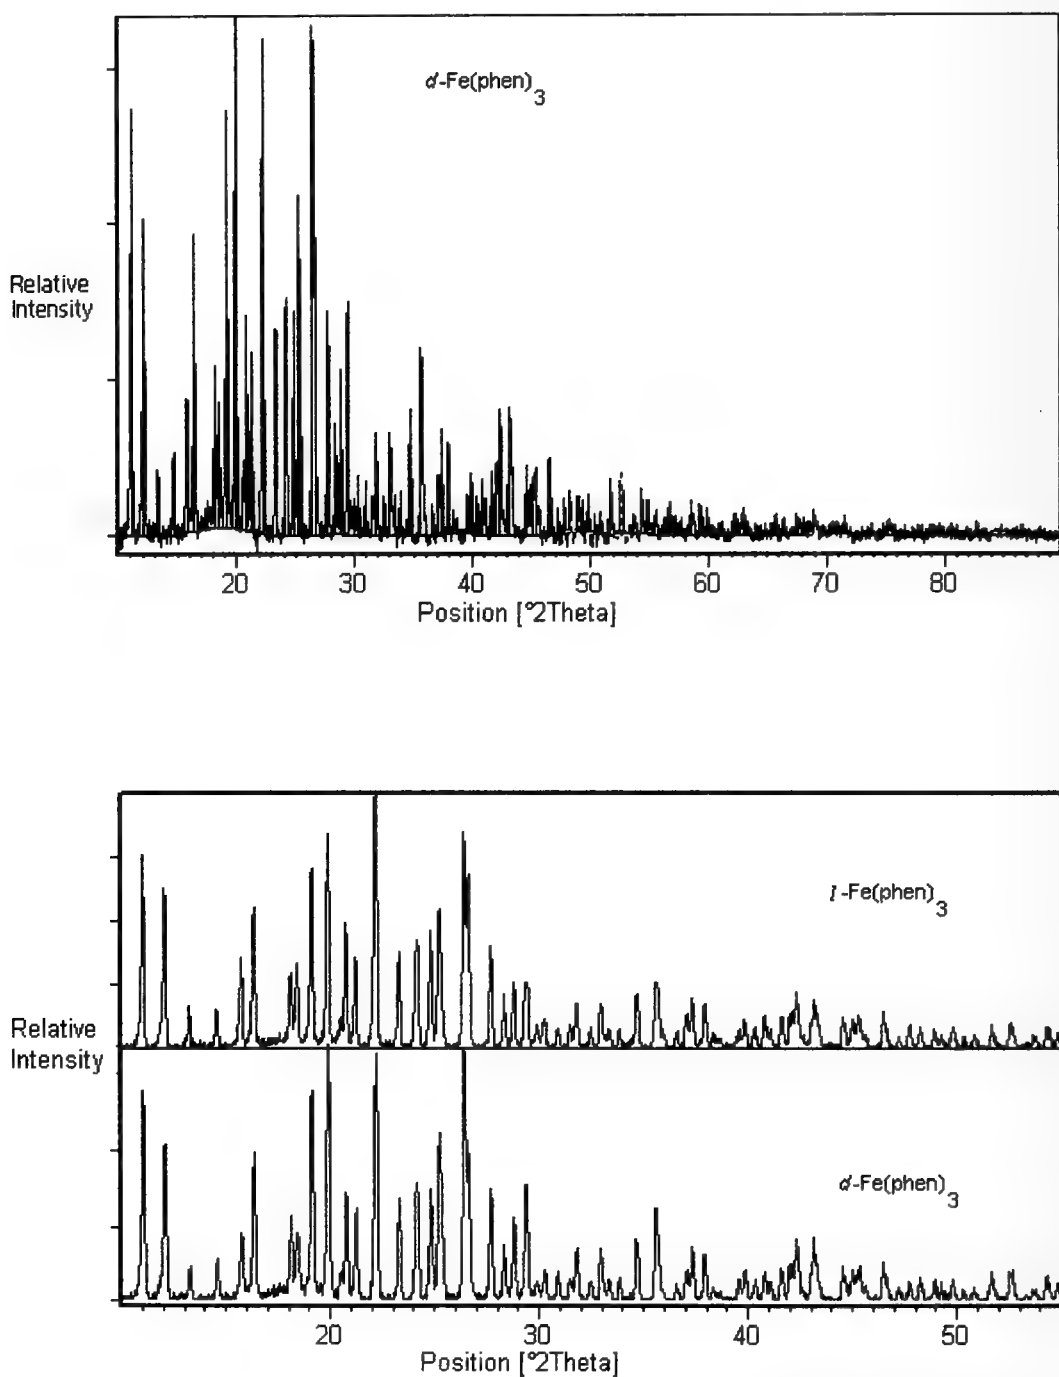 d-Fe(phen)3
Relative
Intensity
20 30 40 50 60 70 80
Position [°2Theta]
l-Fe(phen)3
Relative
Intensity
d-Fe(phen)3
20 30 40 50
Position [°2Theta]